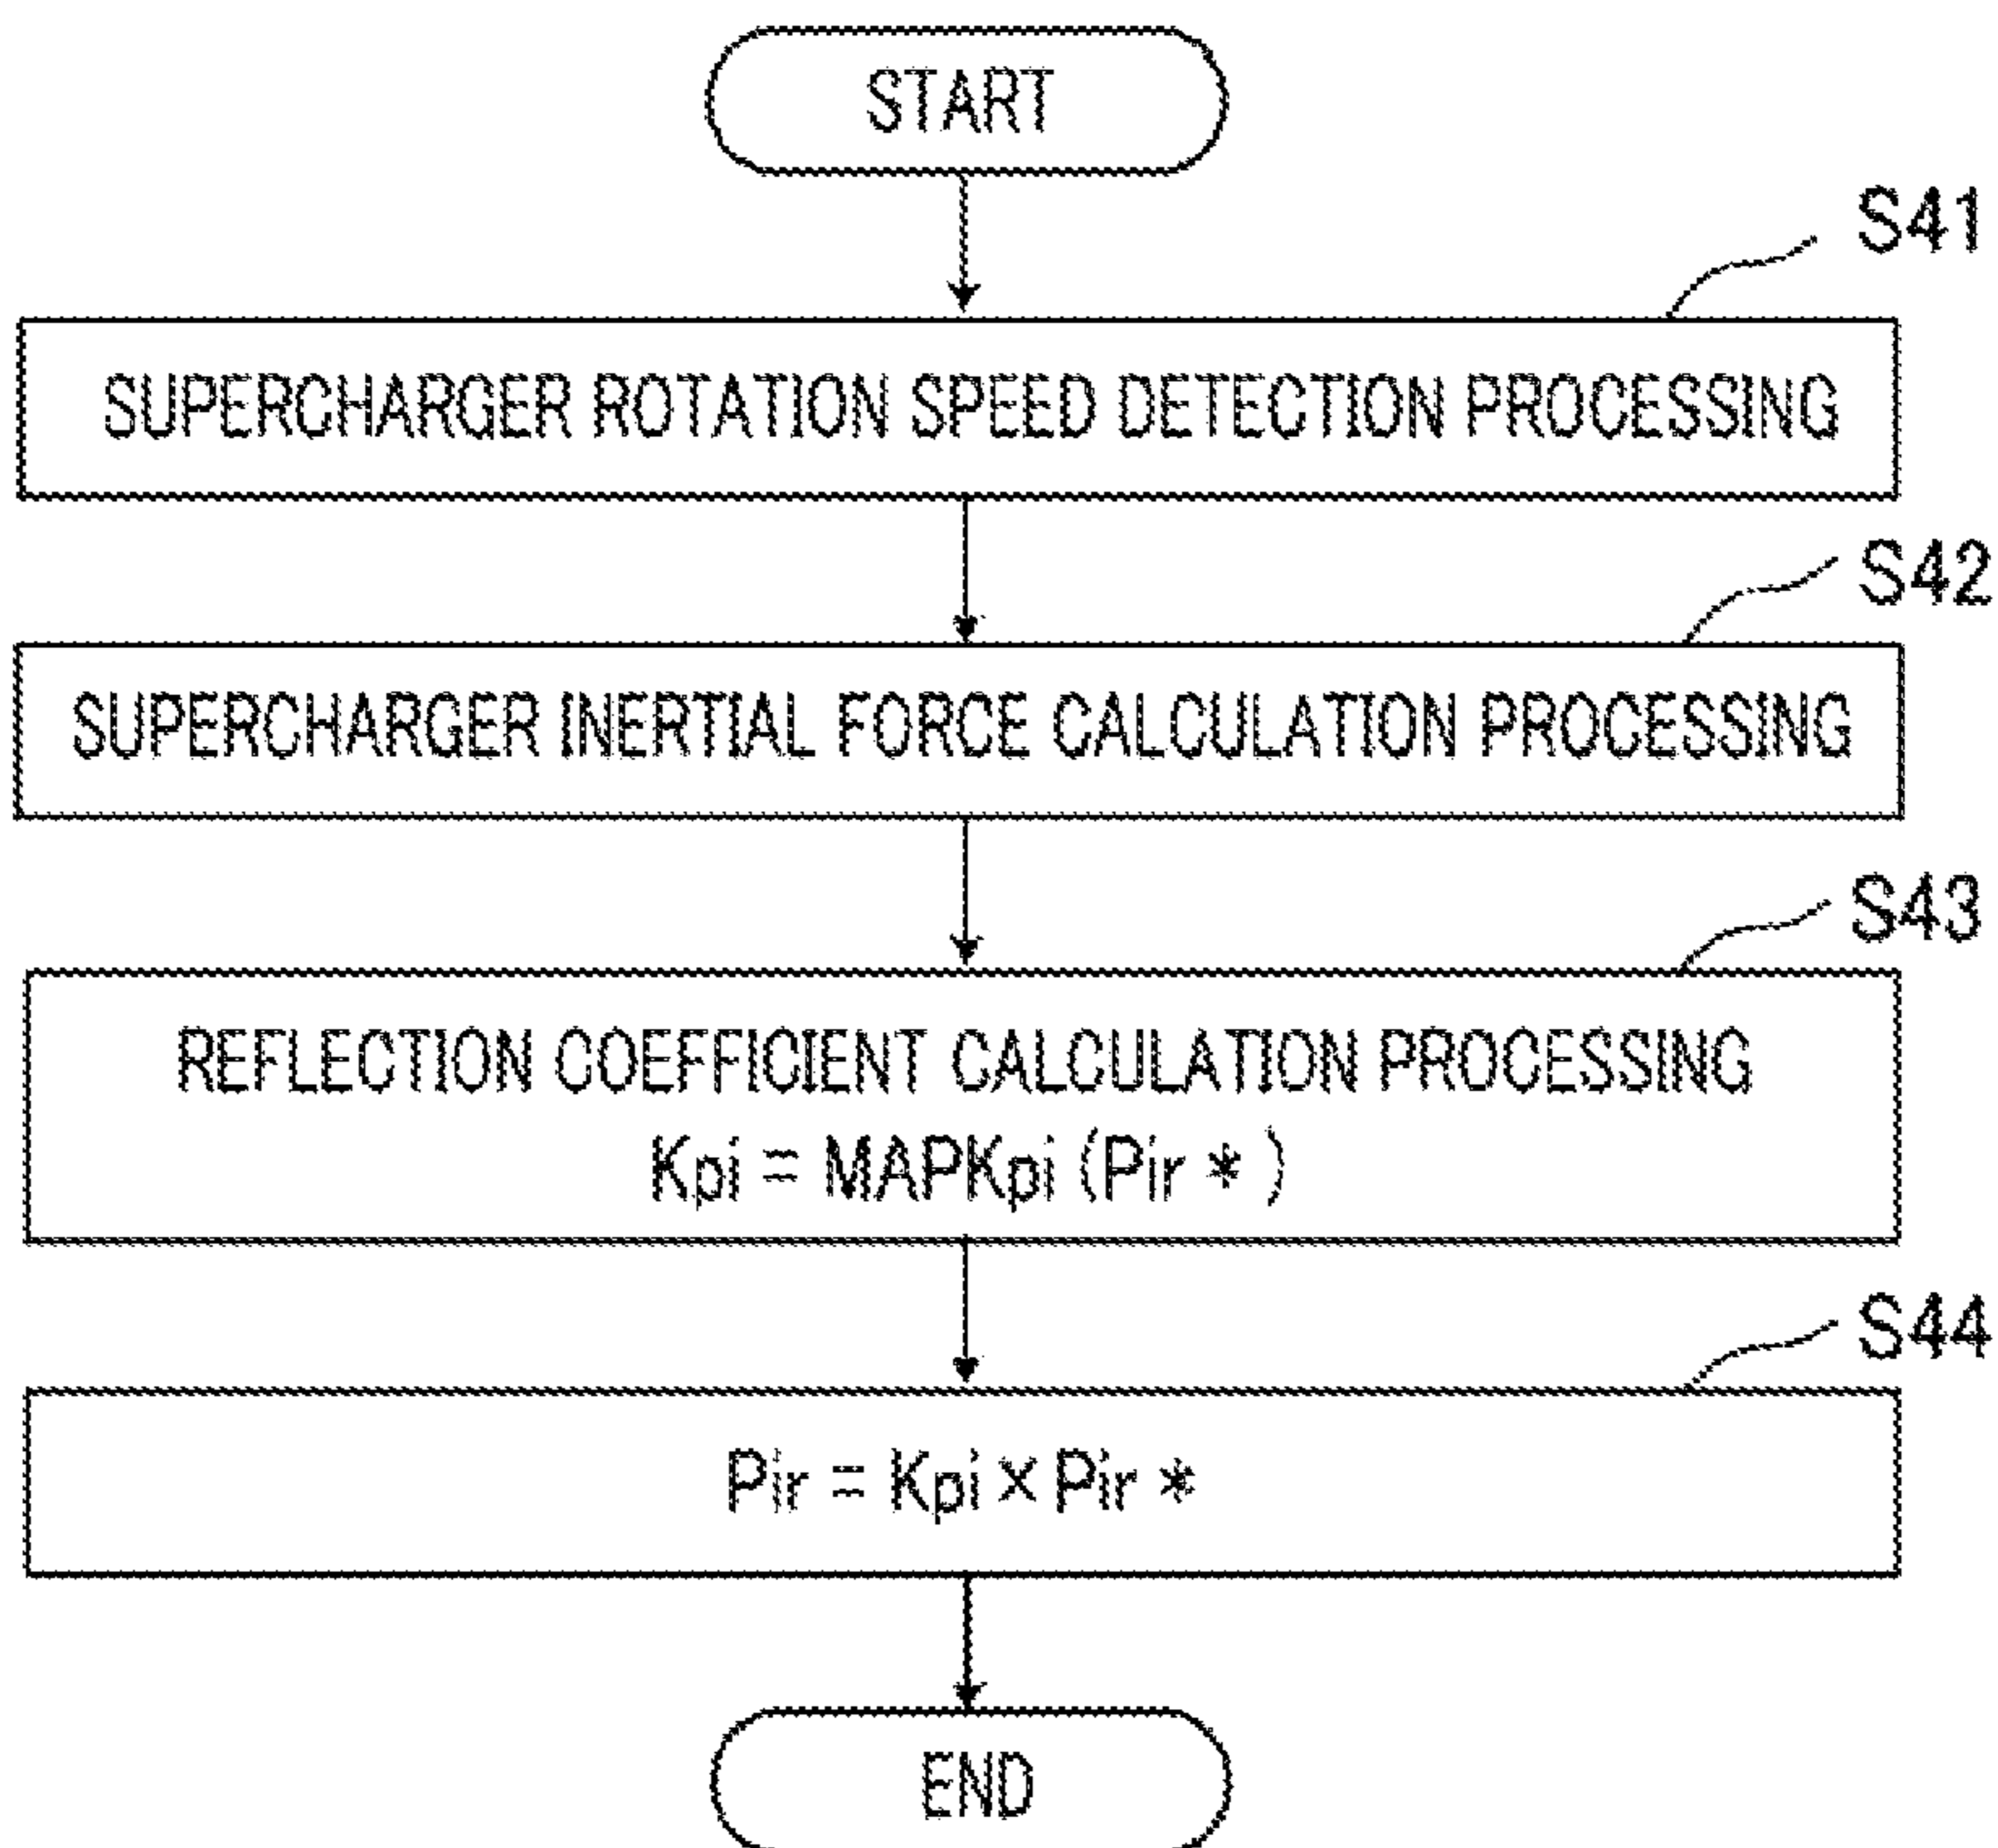 START
S41
SUPERCHARGER ROTATION SPEED DETECTION PROCESSING
S42
SUPERCHARGER INERTIAL FORCE CALCULATION PROCESSING
S43
REFLECTION COEFFICIENT CALCULATION PROCESSING
Kpi = MAPKpi (Pir * )
S44
Pir = Kpi × Pir *
END